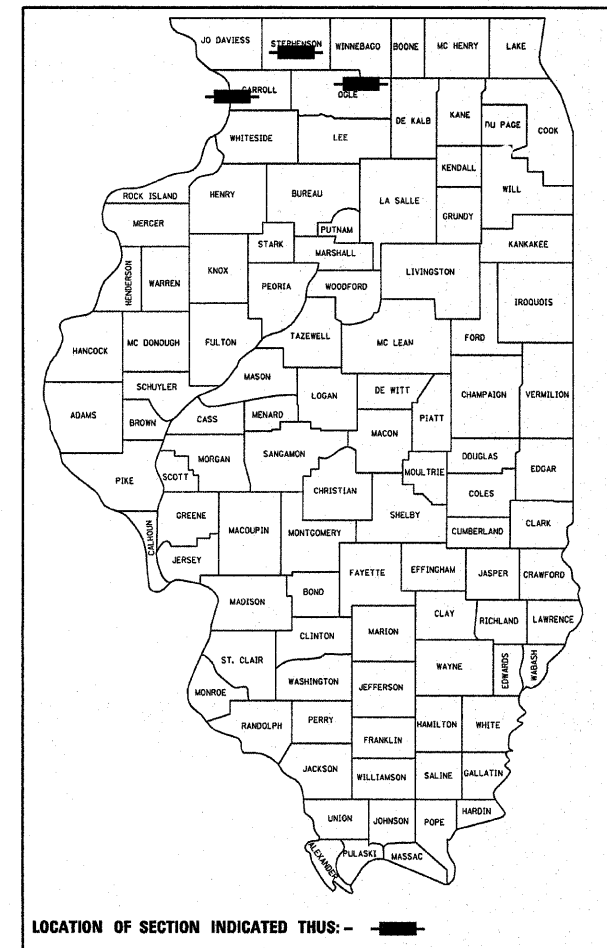 JO DAVIESS
STEPHENSON
WINNEBAGO
BOONE
MC HENRY
LAKE
CARROLL
OGLE
DE KALB
KANE
DU PAGE
COOK
WHITESIDE
LEE
KENDALL
WILL
ROCK ISLAND
HENRY
BUREAU
LA SALLE
GRUNDY
MERCER
PUTNAM
STARK
MARSHALL
KANKAKEE
HENDERSON
WARREN
KNOX
PEORIA
WOODFORD
LIVINGSTON
IROQUOIS
HANCOCK
MC DONOUGH
FULTON
TAZEWELL
MC LEAN
FORD
SCHUYLER
MASON
LOGAN
DE WITT
CHAMPAIGN
VERMILION
ADAMS
BROWN
CASS
MENARD
MACON
PIATT
PIKE
SCOTT
MORGAN
SANGAMON
CHRISTIAN
MOULTRIE
DOUGLAS
EDGAR
COLES
SHELBY
CALHOUN
GREENE
MACOUPIN
MONTGOMERY
CUMBERLAND
CLARK
JERSEY
FAYETTE
EFFINGHAM
JASPER
CRAWFORD
MADISON
BOND
CLAY
RICHLAND
LAWRENCE
CLINTON
MARION
ST. CLAIR
WAYNE
EDWARDS
WABASH
MONROE
WASHINGTON
JEFFERSON
RANDOLPH
PERRY
HAMILTON
WHITE
FRANKLIN
JACKSON
WILLIAMSON
SALINE
GALLATIN
UNION
JOHNSON
POPE
HARDIN
ALEXANDER
PULASKI
MASSAC
LOCATION OF SECTION INDICATED THUS: -